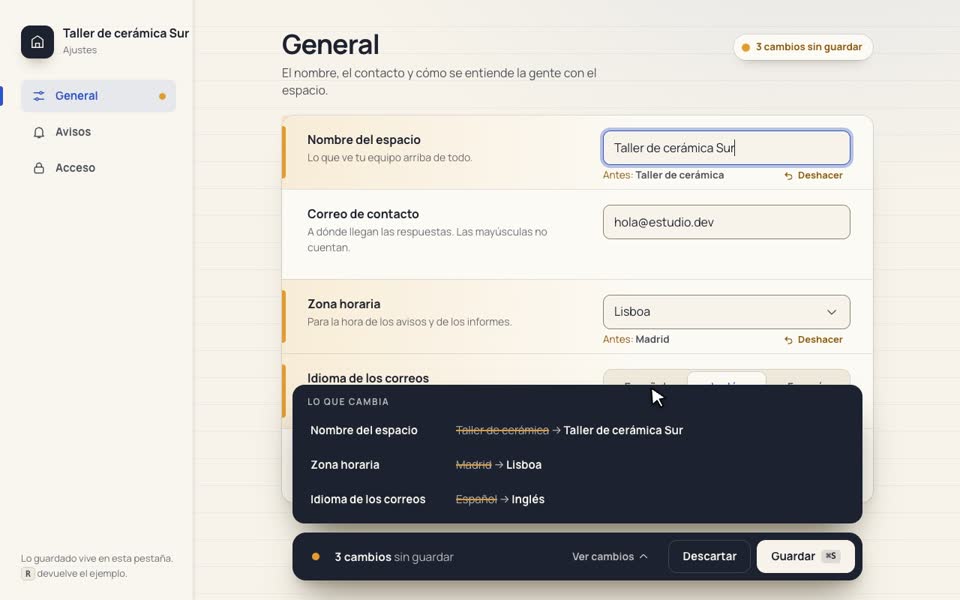 Taller de cerámica Sur
Ajustes
General
Avisos
Acceso
Lo guardado vive en esta pestaña.
R devuelve el ejemplo.
General
El nombre, el contacto y cómo se entiende la gente con el
espacio.
3 cambios sin guardar
Nombre del espacio
Lo que ve tu equipo arriba de todo.
Taller de cerámica Sur
Antes: Taller de cerámica
Deshacer
Correo de contacto
A dónde llegan las respuestas. Las mayúsculas no
cuentan.
hola@estudio.dev
Zona horaria
Para la hora de los avisos y de los informes.
Lisboa
Antes: Madrid
Deshacer
Idioma de los correos
LO QUE CAMBIA
Nombre del espacio
Taller de cerámica → Taller de cerámica Sur
Zona horaria
Madrid → Lisboa
Idioma de los correos
Español → Inglés
3 cambios sin guardar
Ver cambios
Descartar
Guardar ⌘S